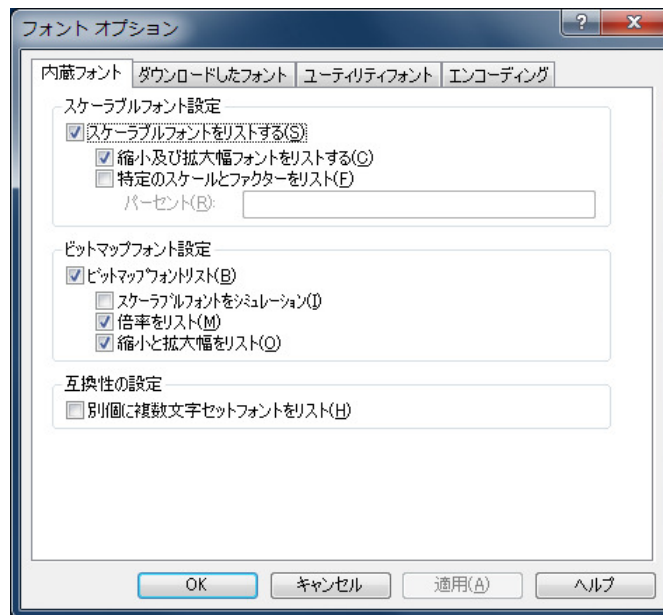 フォント オプション
内蔵フォント ダウンロードしたフォント ユーティリティフォント エンコーディング
スケーラブルフォント設定
スケーラブルフォントをリストする(S)
縮小及び拡大幅フォントをリストする(C)
特定のスケールとファクターをリスト(F)
パーセント(R):
ビットマップフォント設定
ビットマップフォントリスト(B)
スケーラブルフォントをシミュレーション(I)
倍率をリスト(M)
縮小と拡大幅をリスト(O)
互換性の設定
別個に複数文字セットフォントをリスト(H)
OK キャンセル 適用(A) ヘルプ